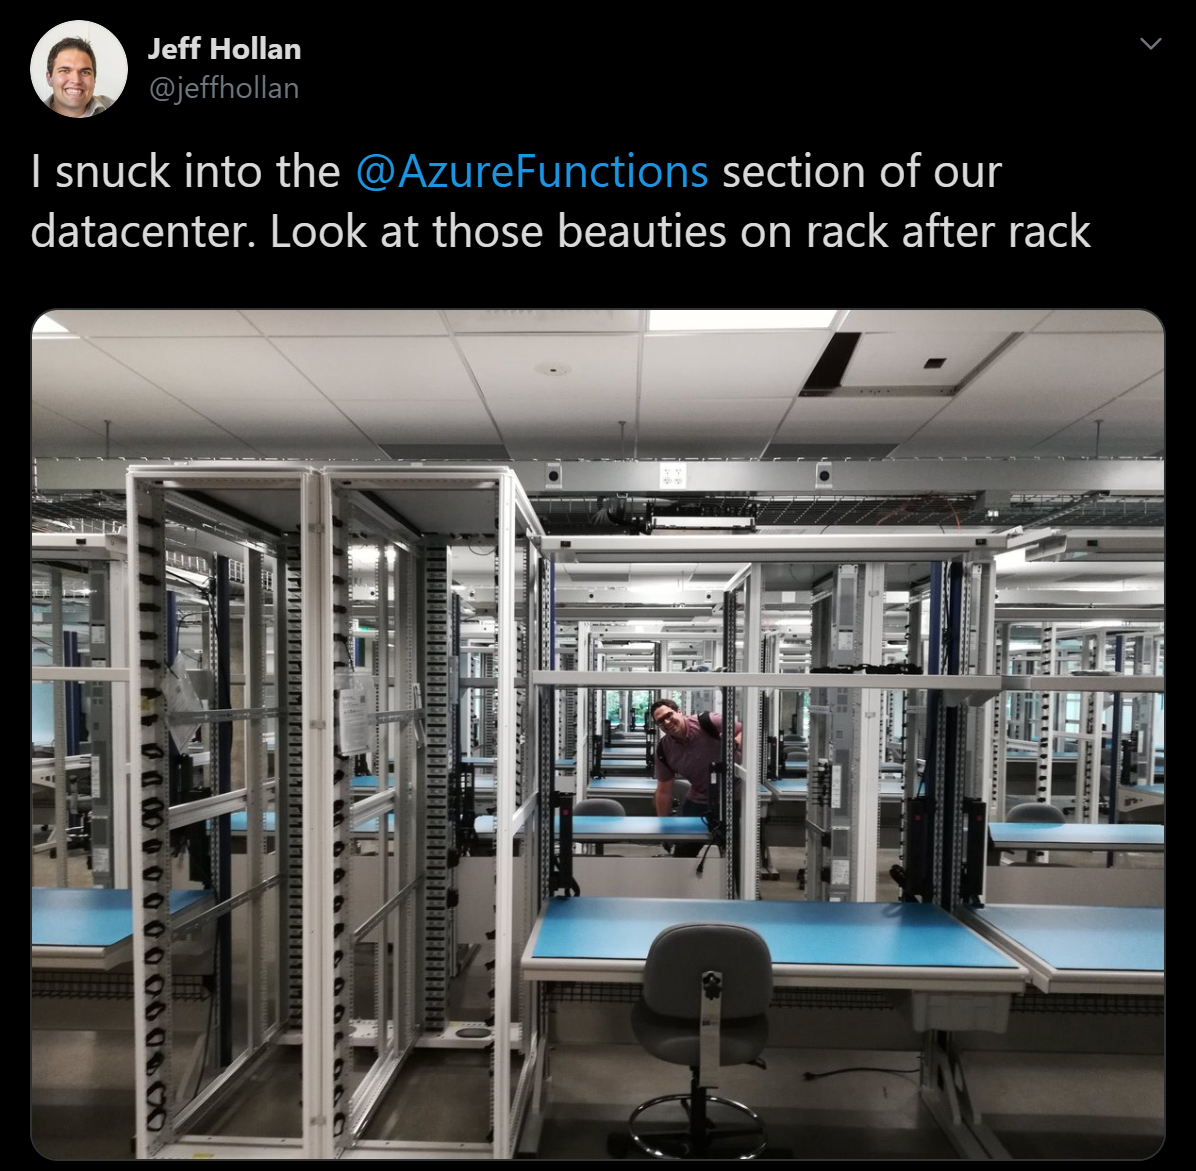 Jeff Hollan
@jeffhollan
I snuck into the @AzureFunctions section of our
datacenter. Look at those beauties on rack after rack